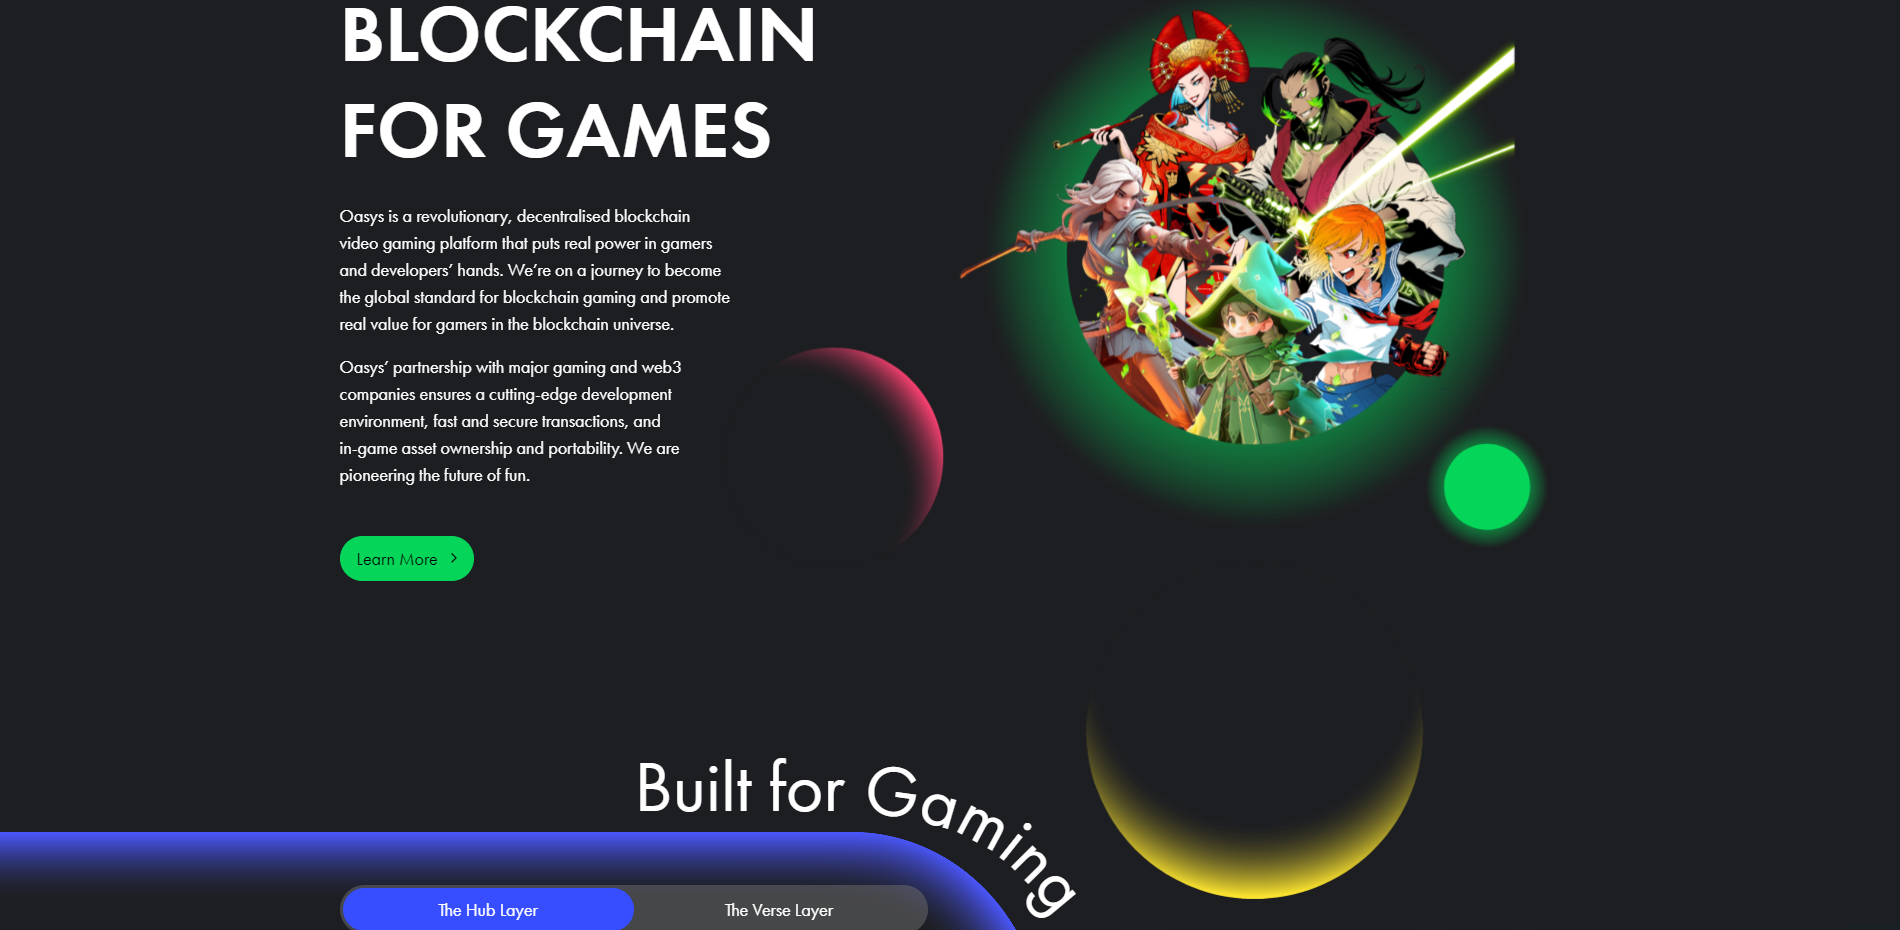 BLOCKCHAIN
FOR GAMES
Oasys is a revolutionary, decentralised blockchain
video gaming platform that puts real power in gamers
and developers’ hands. We’re on a journey to become
the global standard for blockchain gaming and promote
real value for gamers in the blockchain universe.
Oasys’ partnership with major gaming and web3
companies ensures a cutting-edge development
environment, fast and secure transactions, and
in-game asset ownership and portability. We are
pioneering the future of fun.
Learn More
Built for Gaming
The Hub Layer
The Verse Layer